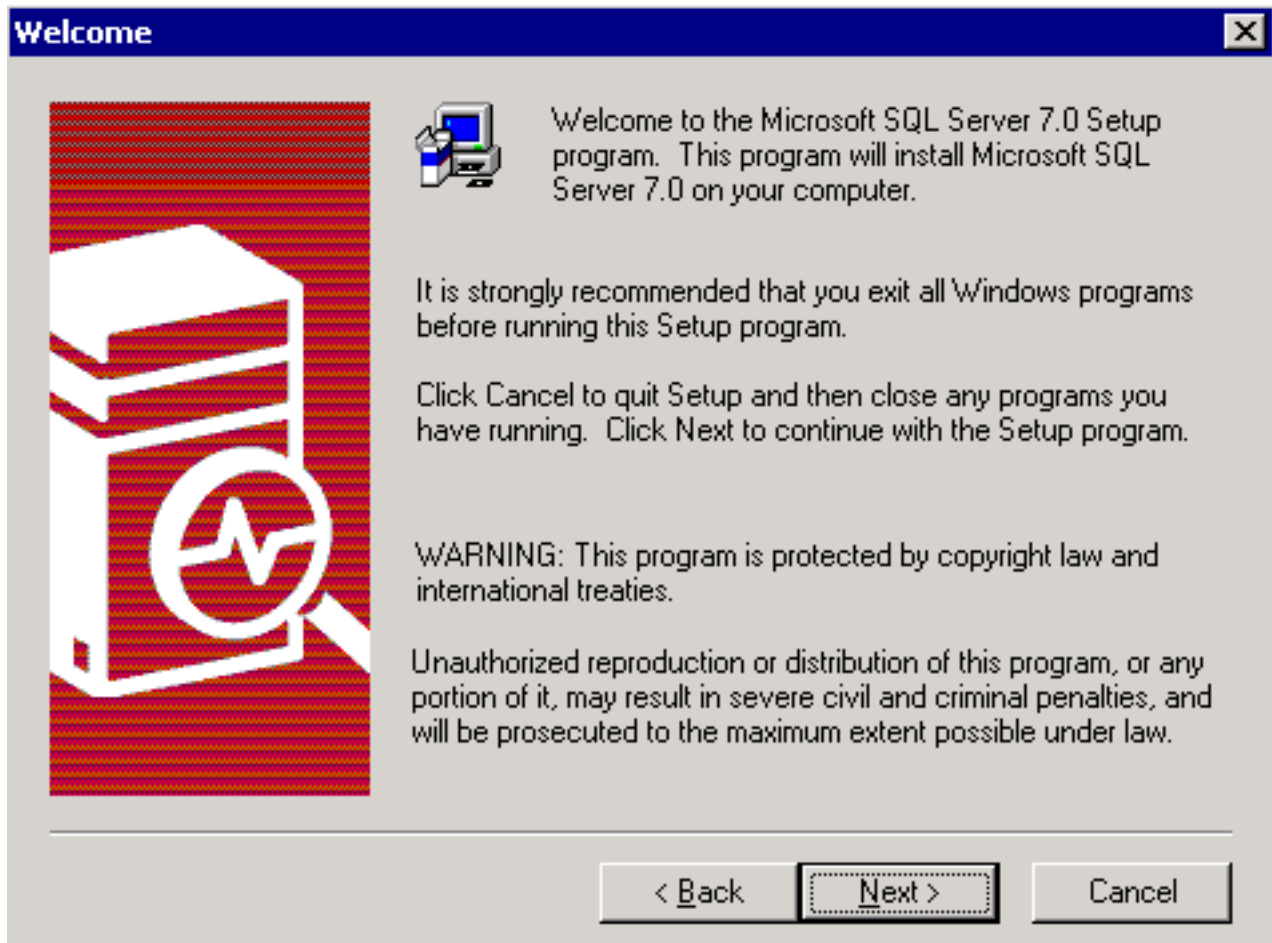 Welcome
Welcome to the Microsoft SQL Server 7.0 Setup
program.  This program will install Microsoft SQL
Server 7.0 on your computer.
It is strongly recommended that you exit all Windows programs
before running this Setup program.
Click Cancel to quit Setup and then close any programs you
have running.  Click Next to continue with the Setup program.
WARNING: This program is protected by copyright law and
international treaties.
Unauthorized reproduction or distribution of this program, or any
portion of it, may result in severe civil and criminal penalties, and
will be prosecuted to the maximum extent possible under law.
< Back Next > Cancel